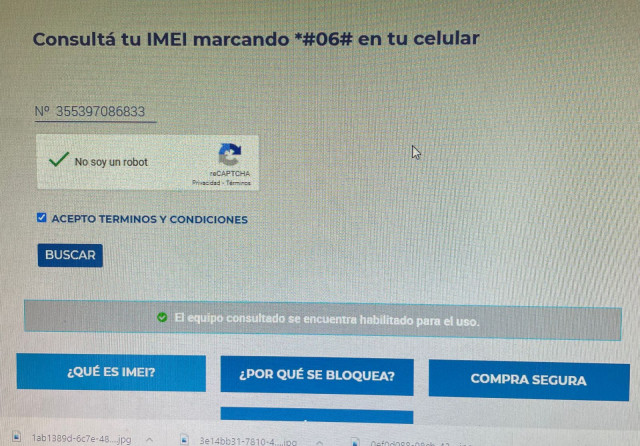 Consultá tu IMEI marcando *#06# en tu celular
Nº 355397086833
No soy un robot
reCAPTCHA
Privacidad - Términos
ACEPTO TERMINOS Y CONDICIONES
BUSCAR
El equipo consultado se encuentra habilitado para el uso.
¿QUÉ ES IMEI?
¿POR QUÉ SE BLOQUEA?
COMPRA SEGURA
1ab1389d-6c7e-48....jpg
3e14bb31-7810-4....jpg